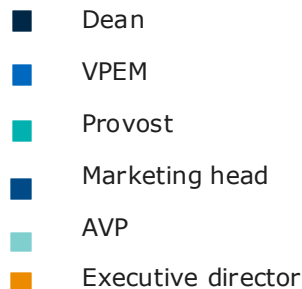 Dean
VPEM
Provost
Marketing head
AVP
Executive director